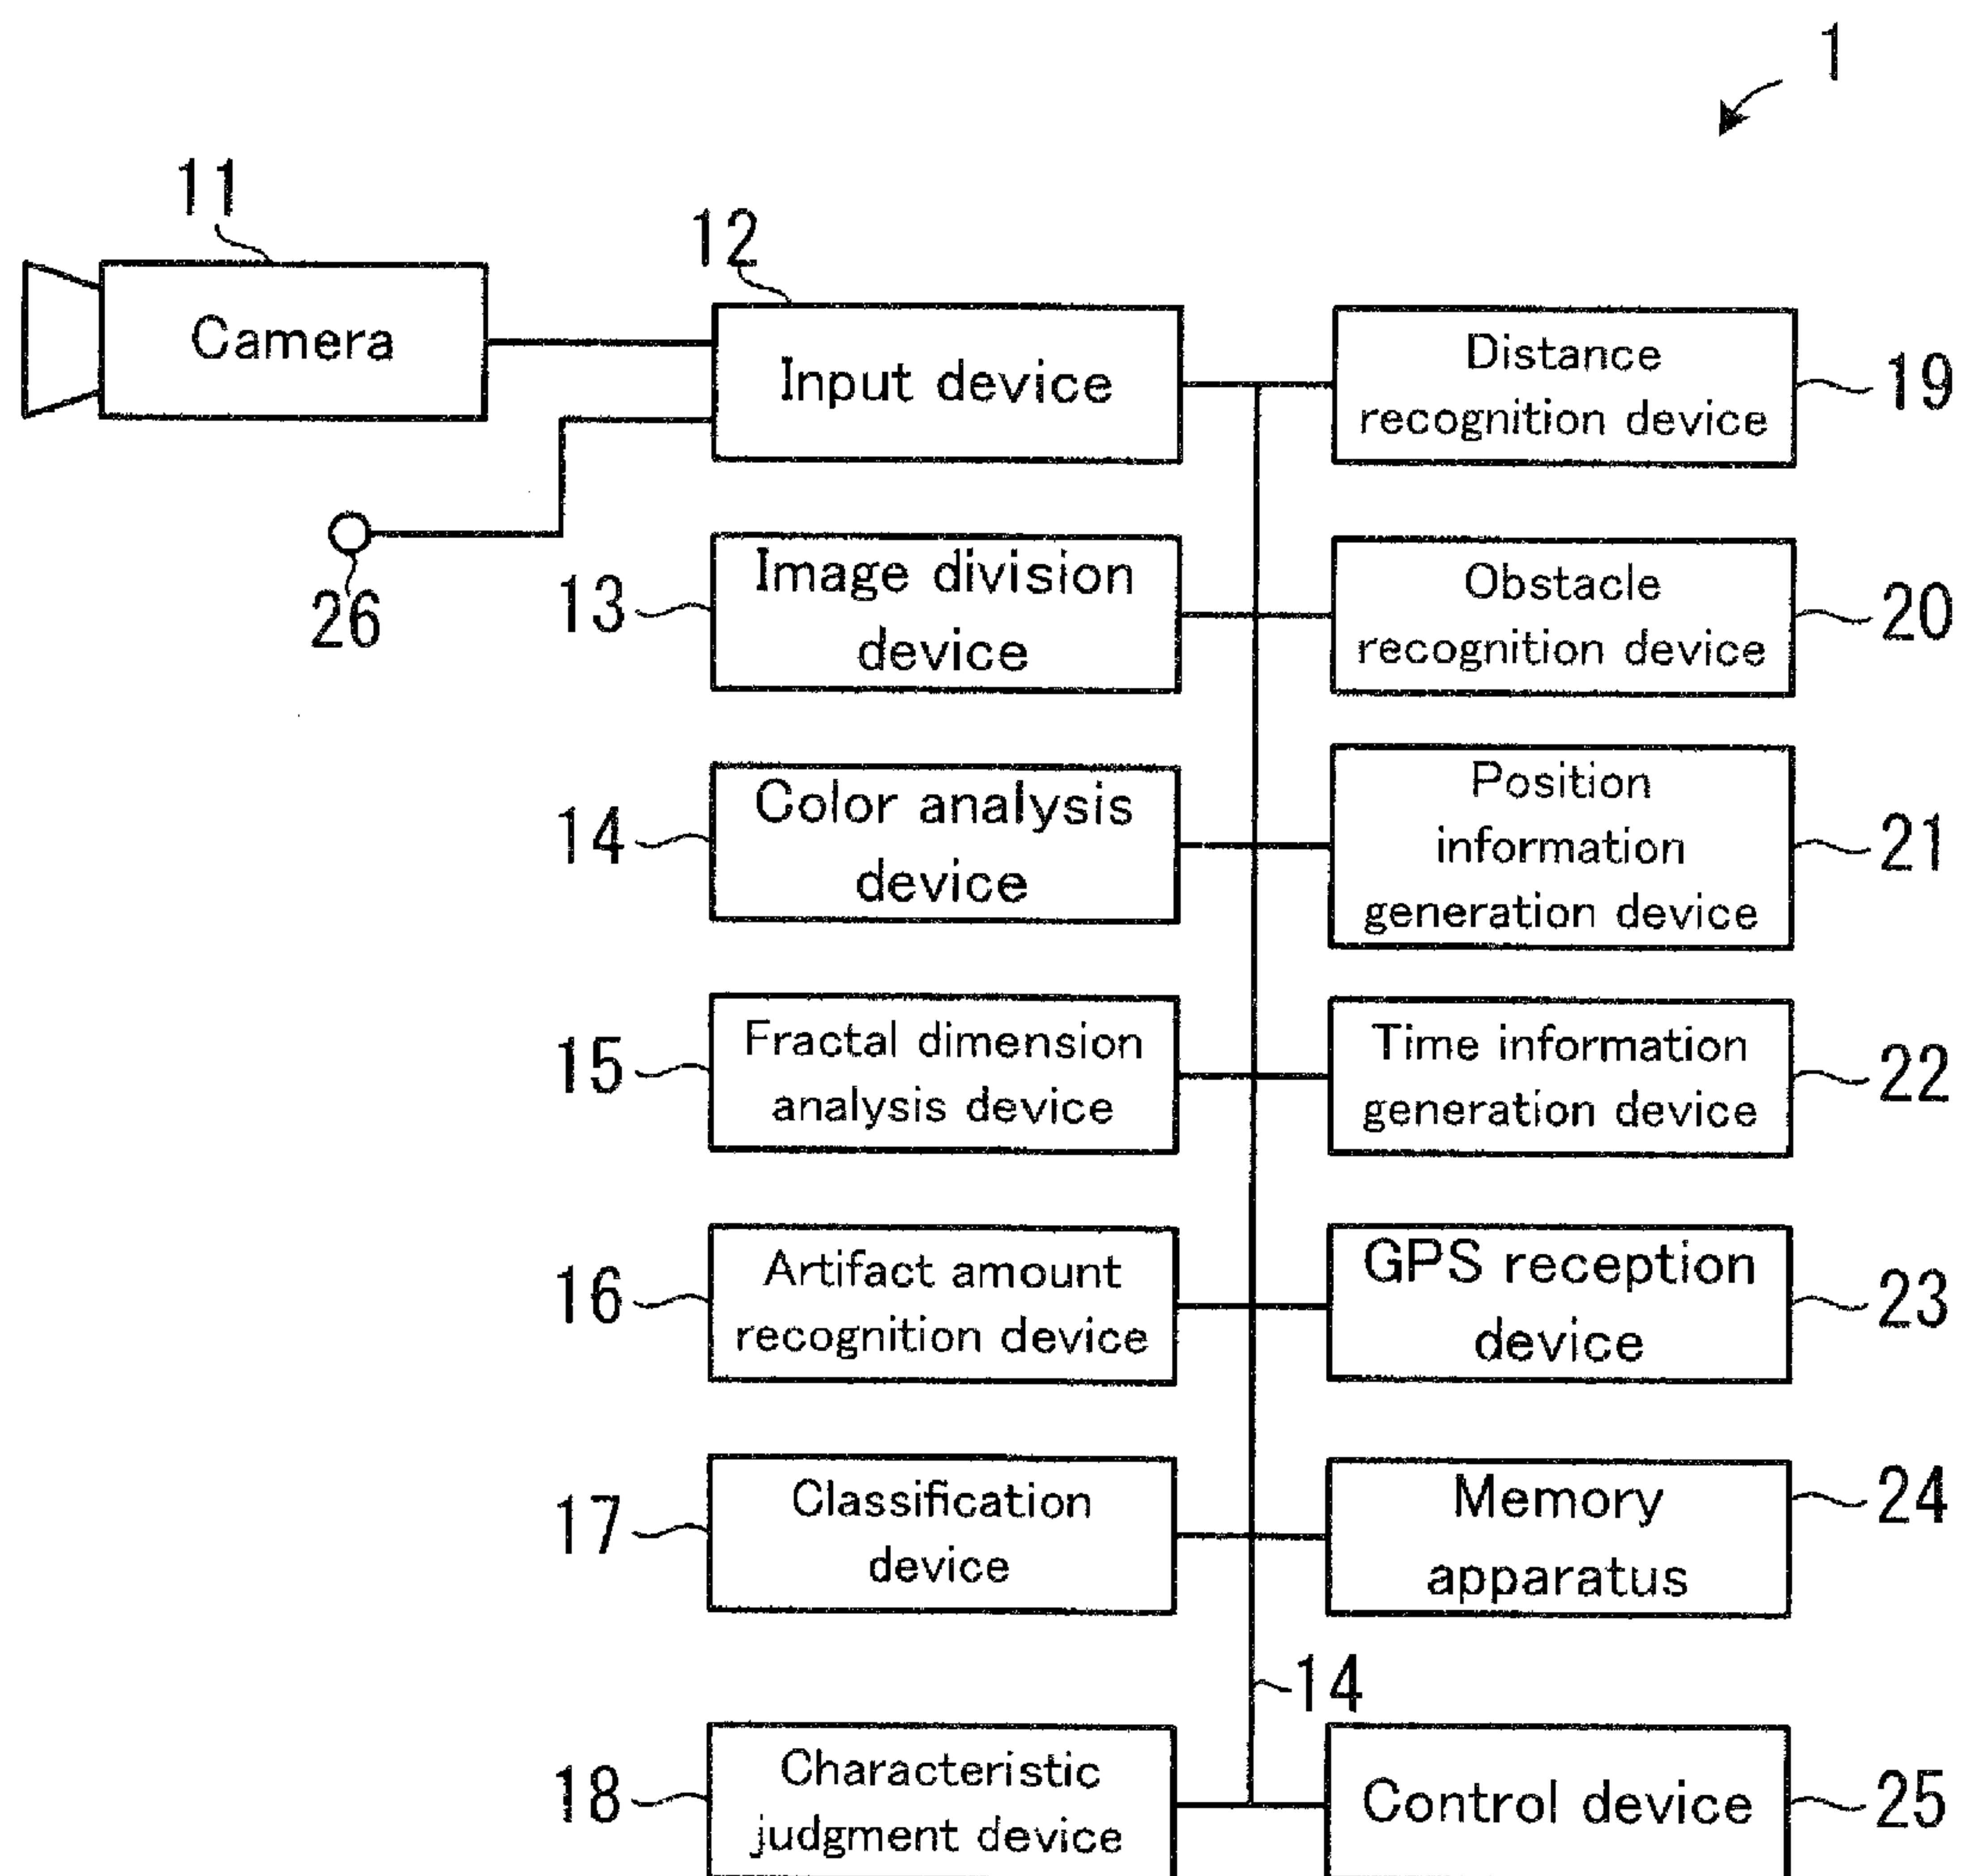 1
11
Camera
12
Input device
Distance
recognition device
19
26
13
Image division
device
Obstacle
recognition device
20
14
Color analysis
device
Position
information
generation device
21
15
Fractal dimension
analysis device
Time information
generation device
22
16
Artifact amount
recognition device
GPS reception
device
23
17
Classification
device
Memory
apparatus
24
14
18
Characteristic
judgment device
Control device
25